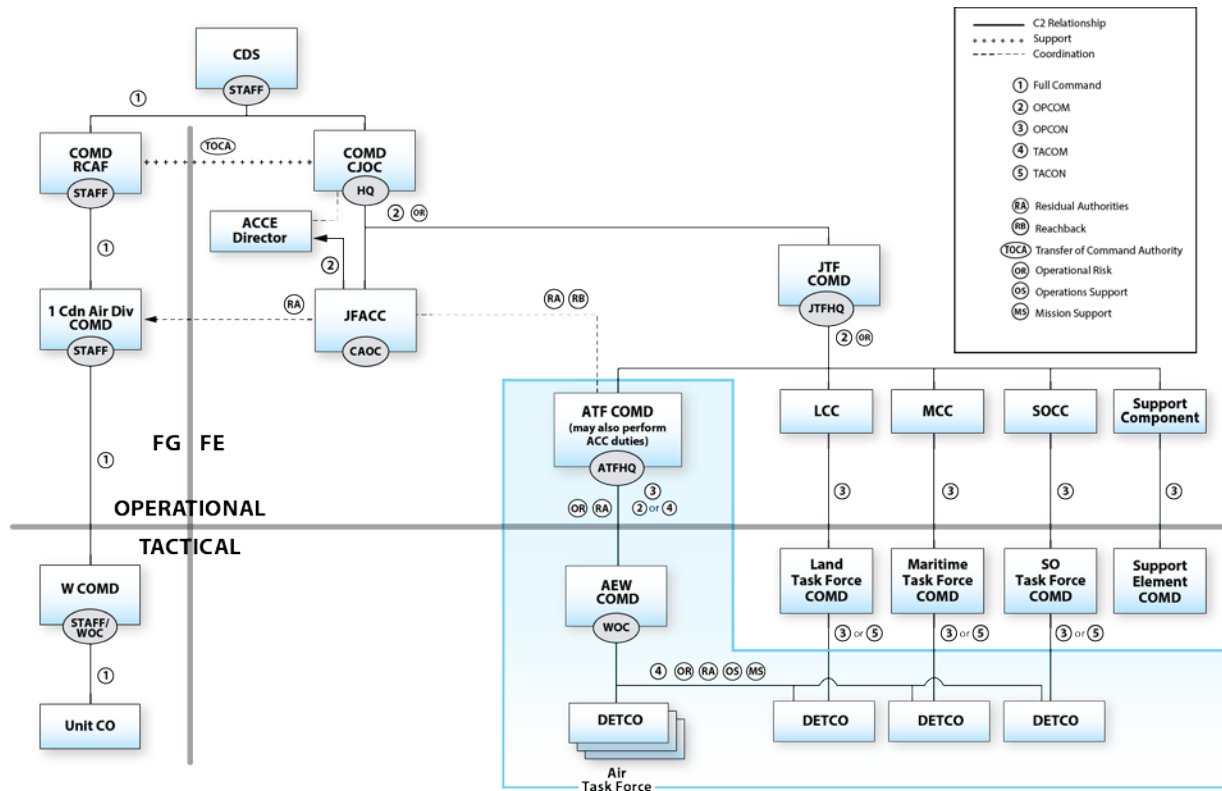 C2 Relationship
Support
Coordination
1 Full Command
2 OPCOM
3 OPCON
4 TACOM
5 TACON
RA Residual Authorities
RB Reachback
TOCA Transfer of Command Authority
OR Operational Risk
OS Operations Support
MS Mission Support
CDS
STAFF
1
COMD
RCAF
STAFF
TOCA
COMD
CJOC
HQ
2 OR
ACCE
Director
2
1
JTF
COMD
JTFHQ
2 OR
1 Cdn Air Div
COMD
STAFF
RA
JFACC
CAOC
RA RB
ATF COMD
(may also perform
ACC duties)
ATFHQ
LCC
MCC
SOCC
Support
Component
FG FE
1
3
OR RA 2 or 4
3
3
3
3
OPERATIONAL
TACTICAL
W COMD
STAFF/
WOC
AEW
COMD
WOC
Land
Task Force
COMD
Maritime
Task Force
COMD
SO
Task Force
COMD
Support
Element
COMD
3 or 5
3 or 5
3 or 5
1
4 OR RA OS MS
Unit CO
DETCO
DETCO
DETCO
DETCO
Air
Task Force